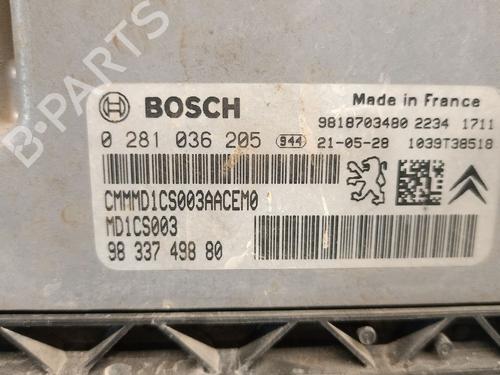 B-PARTS
Made in France
BOSCH
9818703480 2234 1711
0 281 036 205 944 21-05-28 1039T38518
CMMMD1CS003AACEM0
MD1CS003
98 337 498 80